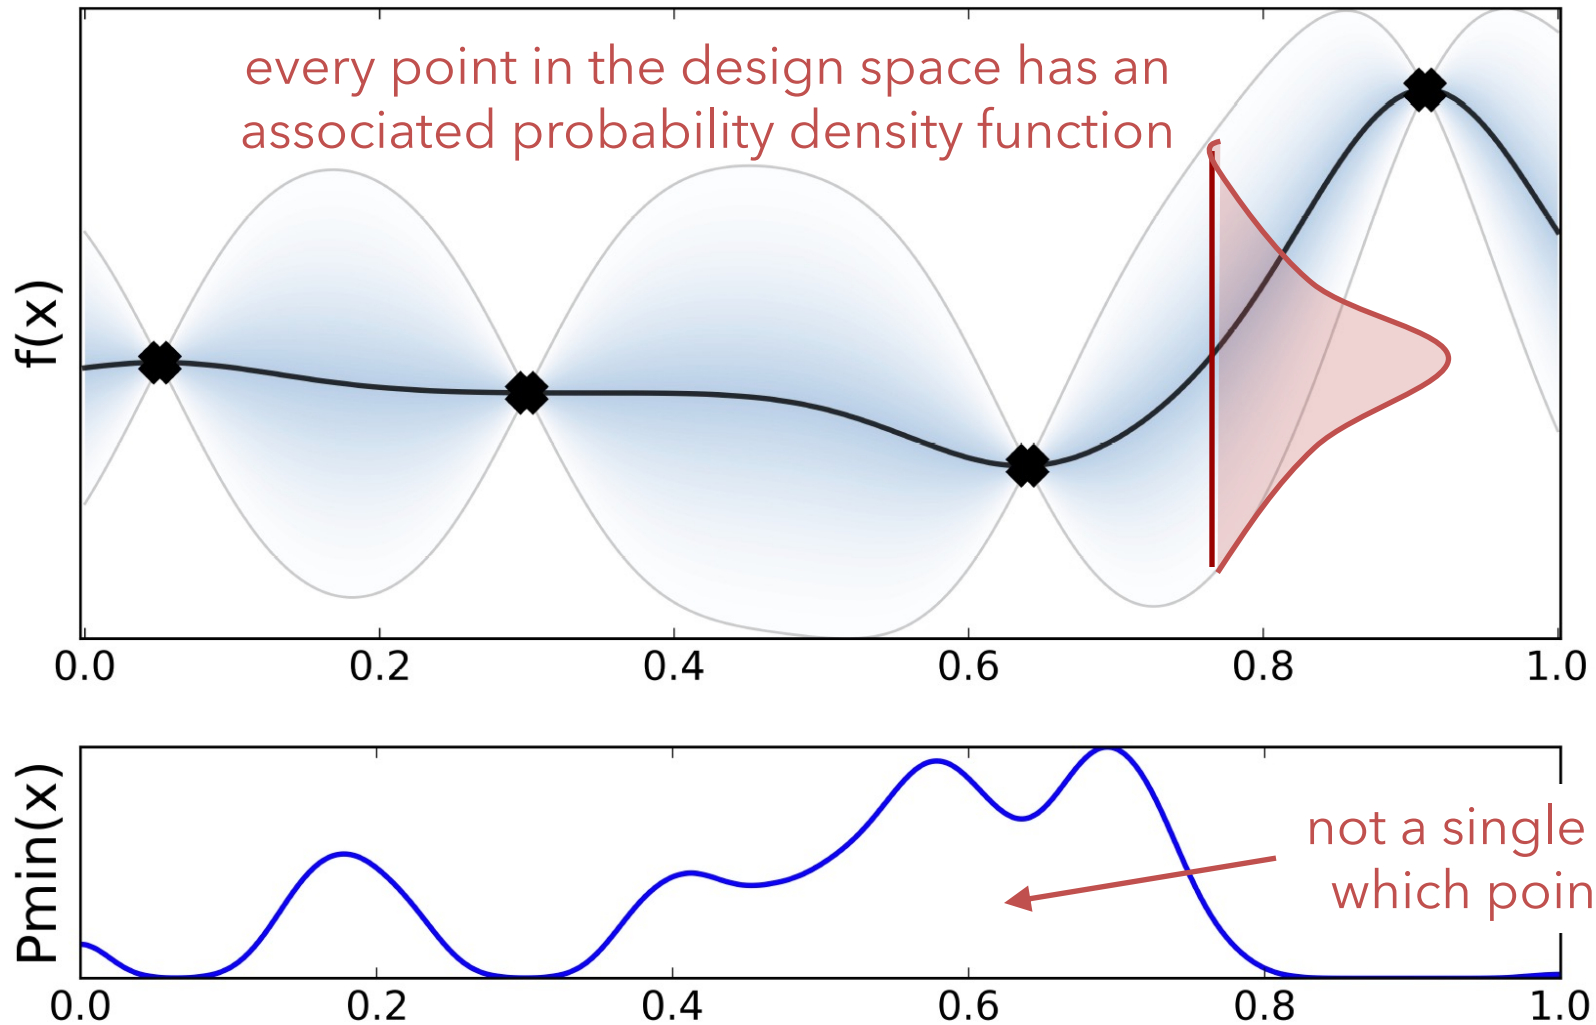 every point in the design space has an
associated probability density function
f(x)
0.0 0.2 0.4 0.6 0.8 1.0
Pmin(x)
not a single
which poin
0.0 0.2 0.4 0.6 0.8 1.0